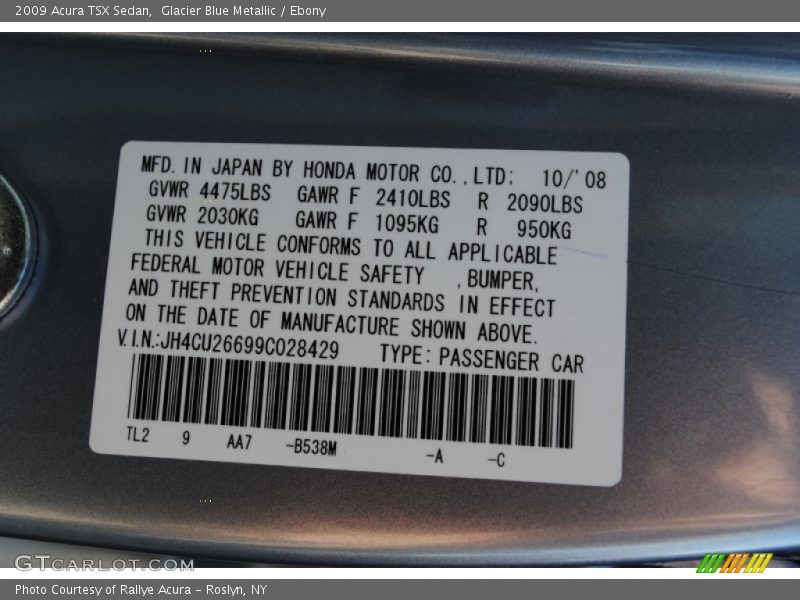 2009 Acura TSX Sedan,  Glacier Blue Metallic / Ebony
MFD. IN JAPAN BY HONDA MOTOR CO., LTD; 10/'08
GVWR 4475LBS GAWR F 2410LBS R 2090LBS
GVWR 2030KG GAWR F 1095KG R 950KG
THIS VEHICLE CONFORMS TO ALL APPLICABLE
FEDERAL MOTOR VEHICLE SAFETY , BUMPER,
AND THEFT PREVENTION STANDARDS IN EFFECT
ON THE DATE OF MANUFACTURE SHOWN ABOVE.
V.I.N.:JH4CU26699C028429 TYPE: PASSENGER CAR
TL2 9 AA7 -B538M -A -C
GTCARLOT.COM
Photo Courtesy of Rallye Acura – Roslyn, NY